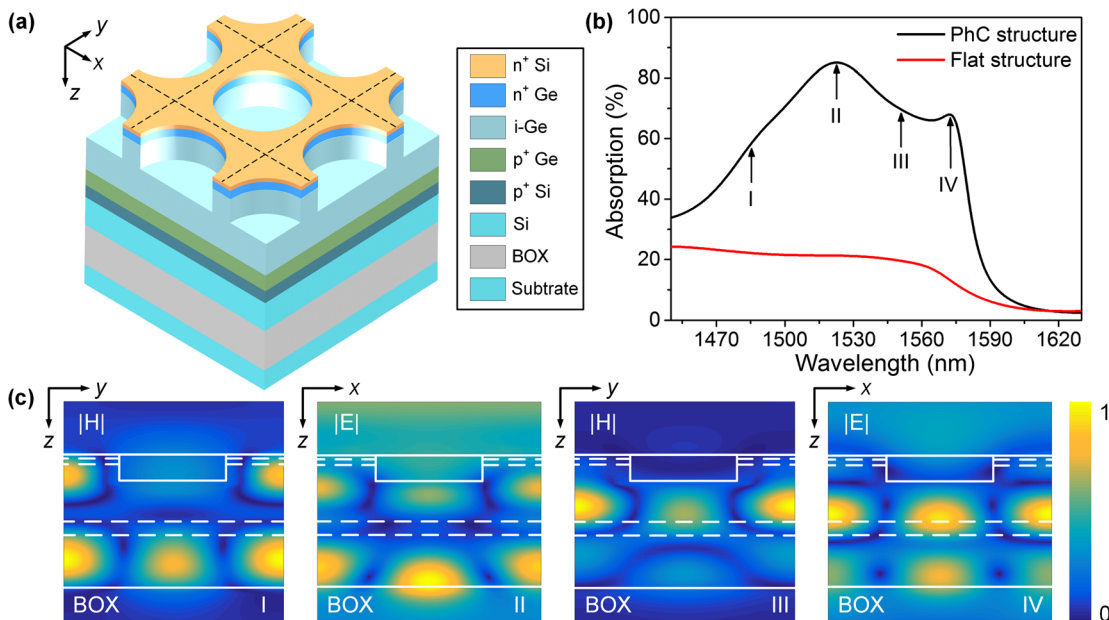 (a)
y
x
z
n+ Si
n+ Ge
i-Ge
p+ Ge
p+ Si
Si
BOX
Subtrate
(b)
100
80
60
40
20
0
Absorption (%)
PhC structure
Flat structure
I
II
III
IV
1470 1500 1530 1560 1590 1620
Wavelength (nm)
(c)
y
z
|H|
BOX I
x
z
|E|
BOX II
y
z
|H|
BOX III
x
z
|E|
BOX IV
1
0